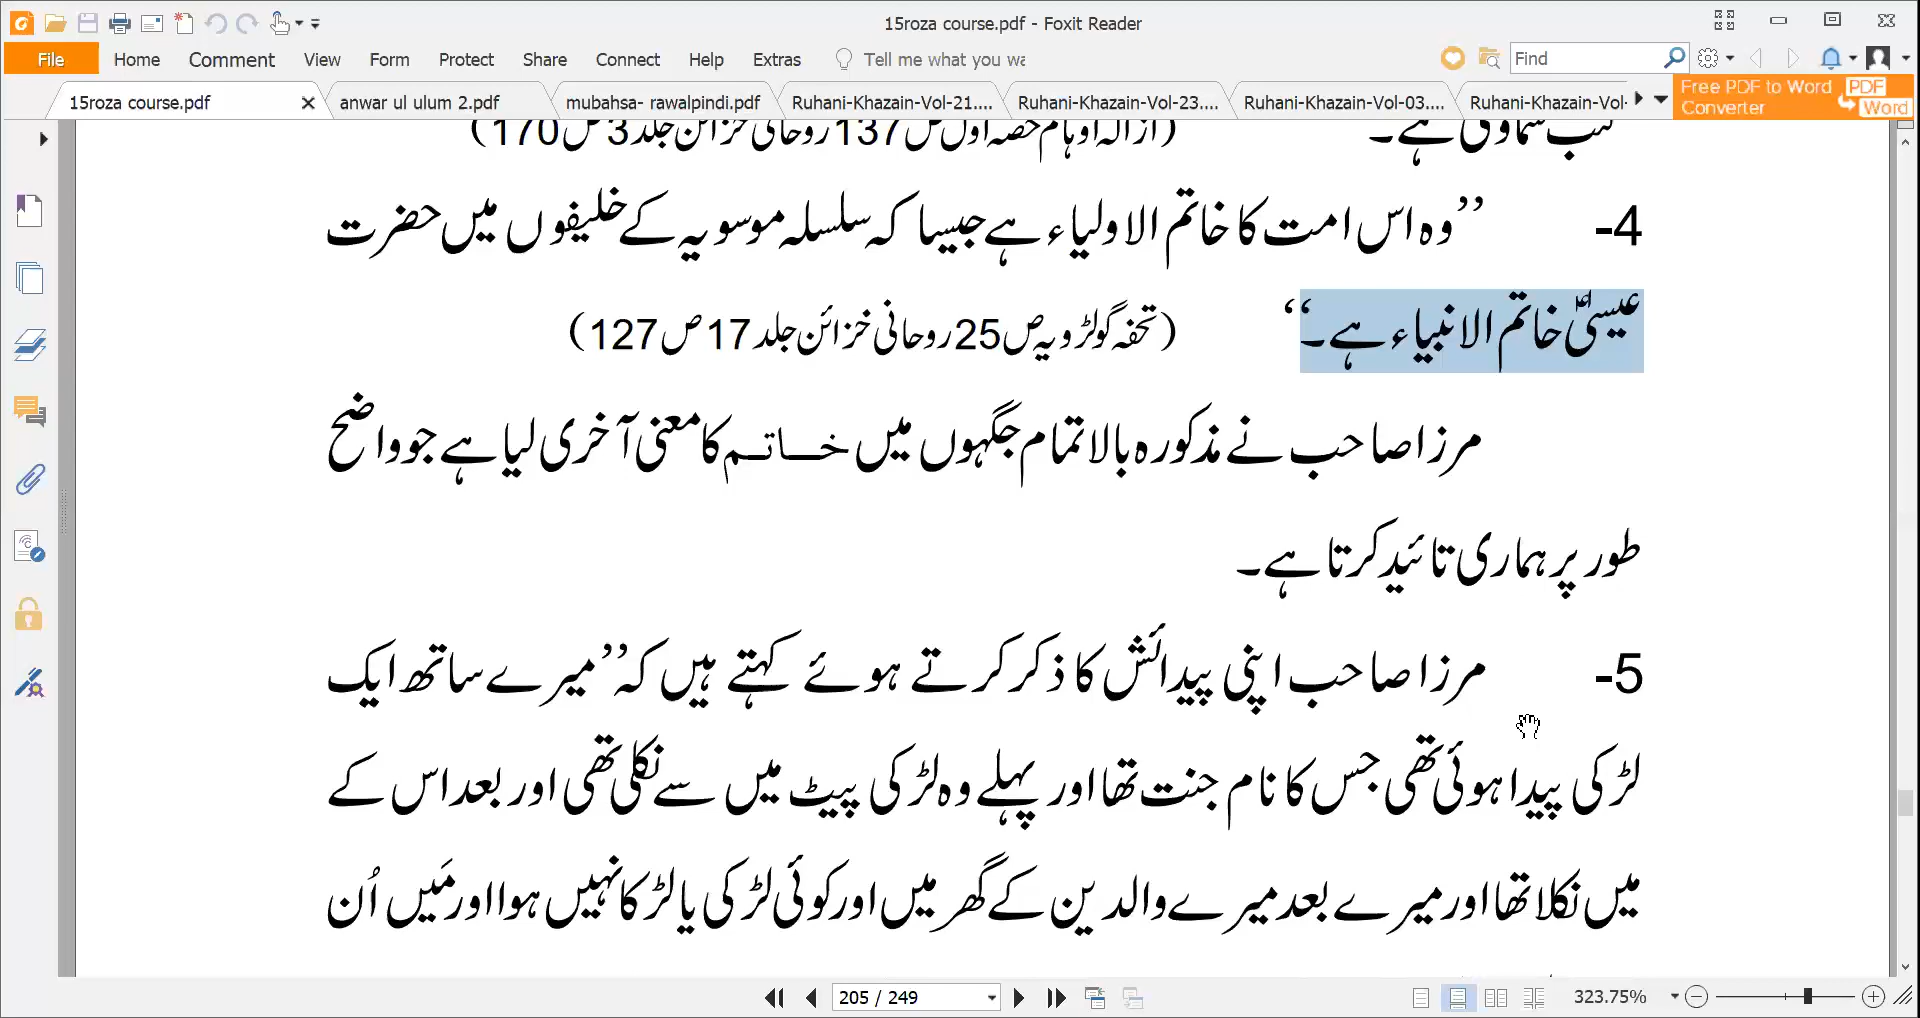 15roza course.pdf - Foxit Reader
File Home Comment View Form Protect Share Connect Help Extras Tell me what you wa Find
15roza course.pdf anwar ul ulum 2.pdf mubahsa- rawalpindi.pdf Ruhani-Khazain-Vol-21.... Ruhani-Khazain-Vol-23.... Ruhani-Khazain-Vol-03.... Ruhani-Khazain-Vol-
Free PDF to Word
Converter
PDF
Word
کتب سماوی ہے۔ (ازالہ اوہام حصہ اول ص 137 روحانی خزائن جلد 3 ص 170)
4- ’’وہ اس امت کا خاتم الاولیاء ہے جیسا کہ سلسلہ موسویہ کے خلیفوں میں حضرت
عیسیٰؑ خاتم الانبیاء ہے۔‘‘ (تحفہ گولڑویہ ص 25 روحانی خزائن جلد 17 ص 127)
مرزا صاحب نے مذکورہ بالا تمام جگہوں میں خاتم کا معنی آخری لیا ہے جو واضح
طور پر ہماری تائید کرتا ہے۔
5- مرزا صاحب اپنی پیدائش کا ذکر کرتے ہوئے کہتے ہیں کہ ’’میرے ساتھ ایک
لڑکی پیدا ہوئی تھی جس کا نام جنت تھا اور پہلے وہ لڑکی پیٹ میں سے نکلی تھی اور بعد اس کے
میں نکلا تھا اور میرے بعد میرے والدین کے گھر میں اور کوئی لڑکی یا لڑکا نہیں ہوا اور مَیں اُن
205 / 249
323.75%